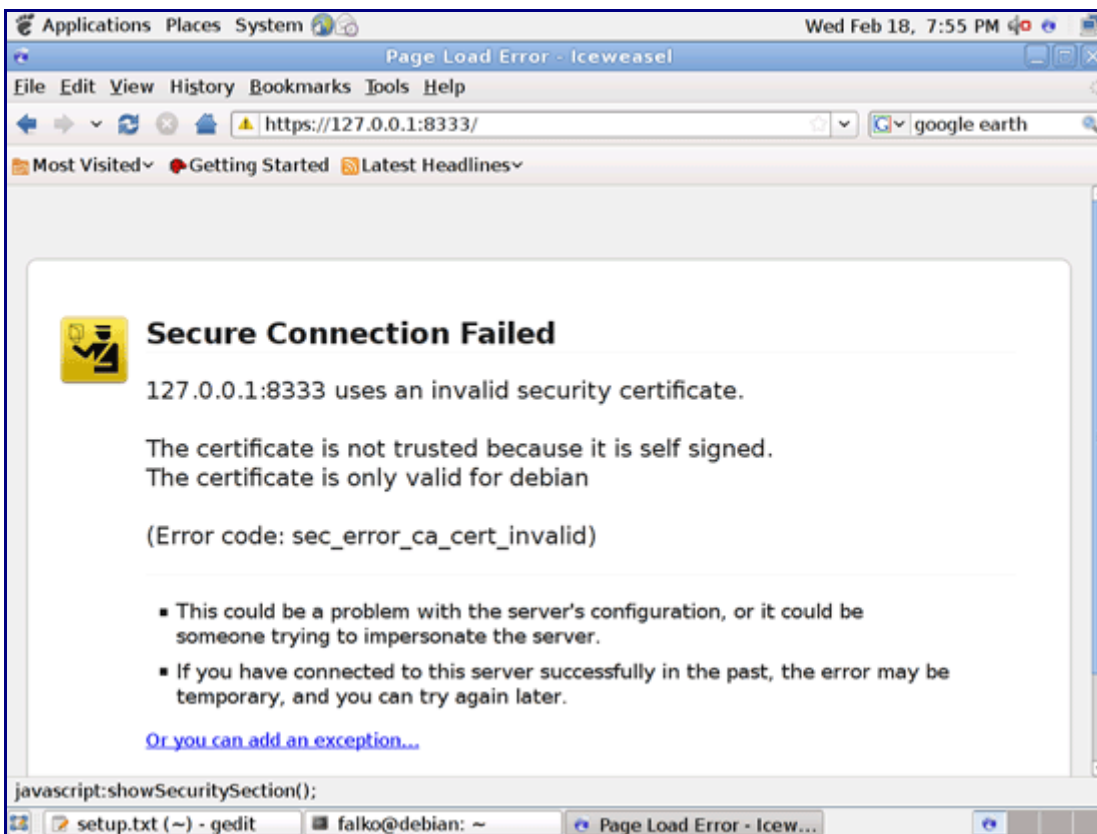 Applications Places System Wed Feb 18, 7:55 PM
Page Load Error - Iceweasel
File Edit View History Bookmarks Tools Help
https://127.0.0.1:8333/ google earth
Most Visited Getting Started Latest Headlines
Secure Connection Failed
127.0.0.1:8333 uses an invalid security certificate.
The certificate is not trusted because it is self signed.
The certificate is only valid for debian
(Error code: sec_error_ca_cert_invalid)
This could be a problem with the server's configuration, or it could be
someone trying to impersonate the server.
If you have connected to this server successfully in the past, the error may be
temporary, and you can try again later.
Or you can add an exception...
javascript:showSecuritySection();
setup.txt (~) - gedit falko@debian: ~ Page Load Error - Icew...